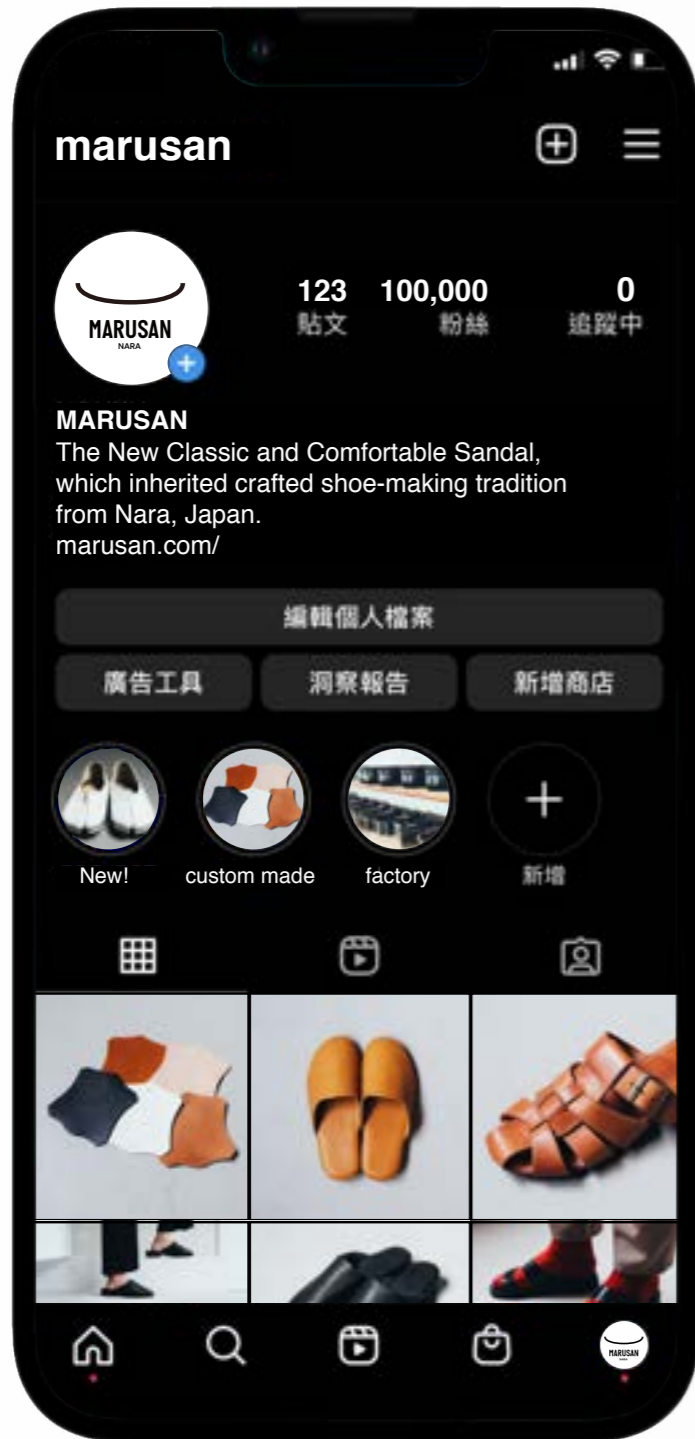 marusan
MARUSAN
NARA
123 100,000 0
貼文 粉絲 追蹤中
MARUSAN
The New Classic and Comfortable Sandal,
which inherited crafted shoe-making tradition
from Nara, Japan.
marusan.com/
編輯個人檔案
廣告工具 洞察報告 新增商店
New! custom made factory 新增
MARUSAN